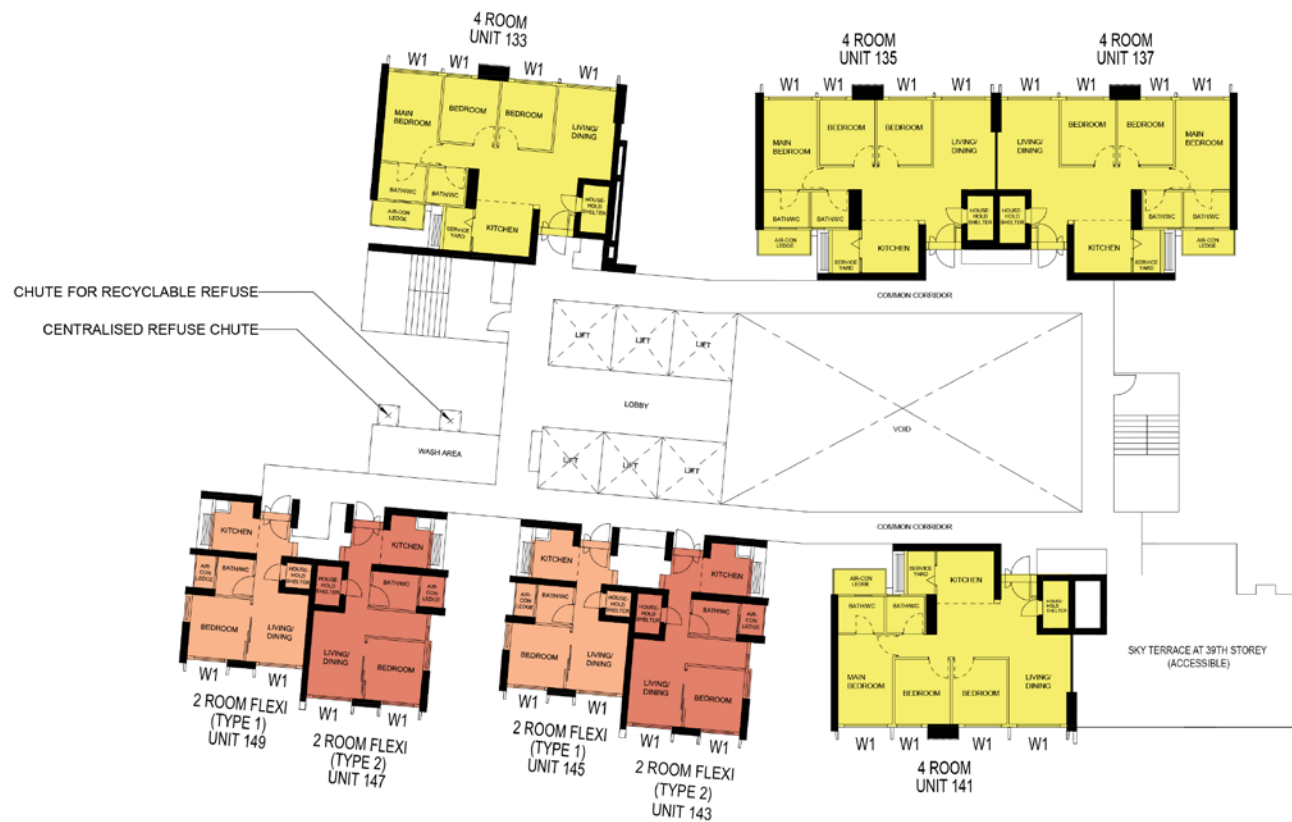 4 ROOM
UNIT 133
W1
W1
W1
W1
MAIN
BEDROOM
BEDROOM
BEDROOM
LIVING/
DINING
BATH/WC
BATH/WC
AIR-CON
LEDGE
SERVICE
YARD
KITCHEN
HOUSE-
HOLD
SHELTER
4 ROOM
UNIT 135
W1
W1
W1
W1
MAIN
BEDROOM
BEDROOM
BEDROOM
LIVING/
DINING
BATH/WC
BATH/WC
AIR-CON
LEDGE
SERVICE
YARD
KITCHEN
HOUSE-
HOLD
SHELTER
4 ROOM
UNIT 137
W1
W1
W1
W1
LIVING/
DINING
BEDROOM
BEDROOM
MAIN
BEDROOM
HOUSE-
HOLD
SHELTER
BATH/WC
BATH/WC
KITCHEN
SERVICE
YARD
AIR-CON
LEDGE
CHUTE FOR RECYCLABLE REFUSE
CENTRALISED REFUSE CHUTE
COMMON CORRIDOR
LIFT
LIFT
LIFT
LOBBY
VOID
WASH AREA
LIFT
LIFT
LIFT
COMMON CORRIDOR
KITCHEN
AIR-
CON
LEDGE
BATH/WC
HOUSE-
HOLD
SHELTER
BEDROOM
LIVING/
DINING
W1
W1
2 ROOM FLEXI
(TYPE 1)
UNIT 149
KITCHEN
HOUSE-
HOLD
SHELTER
BATH/WC
AIR-
CON
LEDGE
LIVING/
DINING
BEDROOM
W1
W1
2 ROOM FLEXI
(TYPE 2)
UNIT 147
KITCHEN
AIR-
CON
LEDGE
BATH/WC
HOUSE-
HOLD
SHELTER
BEDROOM
LIVING/
DINING
W1
W1
2 ROOM FLEXI
(TYPE 1)
UNIT 145
KITCHEN
HOUSE-
HOLD
SHELTER
BATH/WC
AIR-
CON
LEDGE
LIVING/
DINING
BEDROOM
W1
W1
2 ROOM FLEXI
(TYPE 2)
UNIT 143
AIR-CON
LEDGE
SERVICE
YARD
KITCHEN
BATH/WC
BATH/WC
HOUSE
HOLD
SHELTER
MAIN
BEDROOM
BEDROOM
BEDROOM
LIVING/
DINING
W1
W1
W1
W1
4 ROOM
UNIT 141
SKY TERRACE AT 39TH STOREY
(ACCESSIBLE)